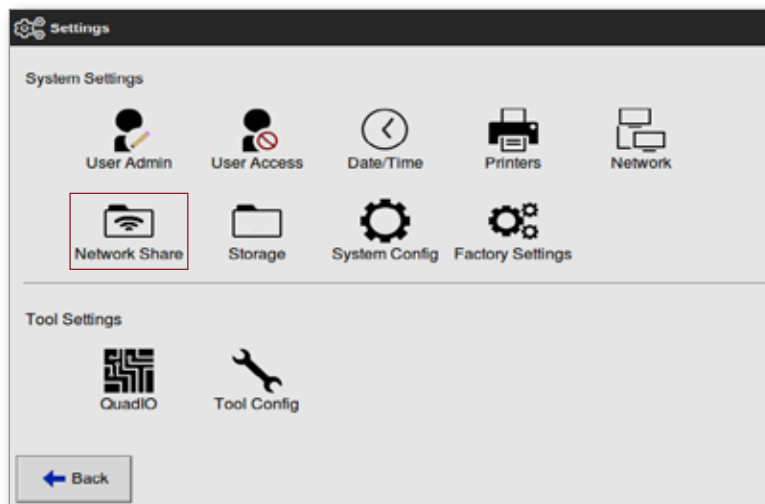 Settings
System Settings
User Admin User Access Date/Time Printers Network
Network Share Storage System Config Factory Settings
Tool Settings
QuadIO Tool Config
Back